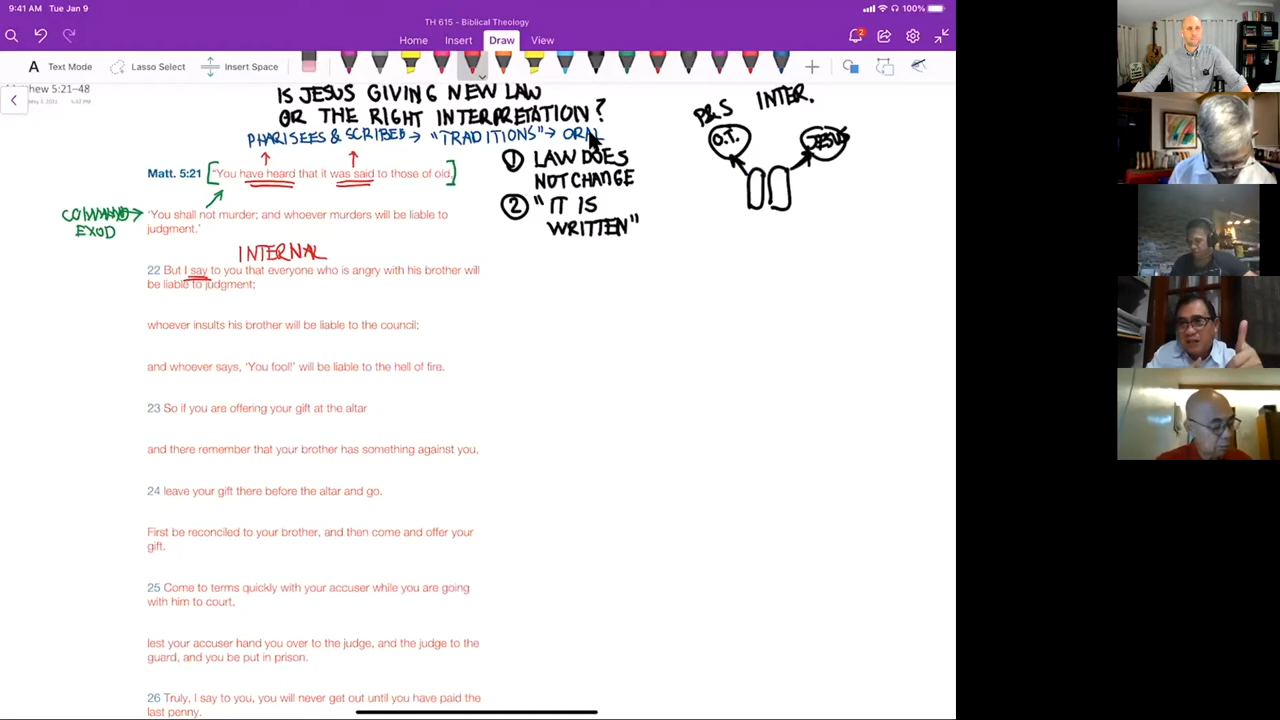 9:41 AM Tue Jan 9
100%
TH 615 - Biblical Theology
Home Insert Draw View
2
A Text Mode Lasso Select Insert Space
Matthew 5:21–48
5:02 PM
IS JESUS GIVING NEW LAW
OR THE RIGHT INTERPRETATION?
PHARISEES & SCRIBES → "TRADITIONS" → ORAL
P&S INTER.
O.T. JESUS
① LAW DOES
NOT CHANGE
② "IT IS
WRITTEN"
Matt. 5:21 ["You have heard that it was said to those of old,]
COMMAND →
EXOD
'You shall not murder; and whoever murders will be liable to
judgment.'
INTERNAL
22 But I say to you that everyone who is angry with his brother will
be liable to judgment;
whoever insults his brother will be liable to the council;
and whoever says, 'You fool!' will be liable to the hell of fire.
23 So if you are offering your gift at the altar
and there remember that your brother has something against you,
24 leave your gift there before the altar and go.
First be reconciled to your brother, and then come and offer your
gift.
25 Come to terms quickly with your accuser while you are going
with him to court,
lest your accuser hand you over to the judge, and the judge to the
guard, and you be put in prison.
26 Truly, I say to you, you will never get out until you have paid the
last penny.